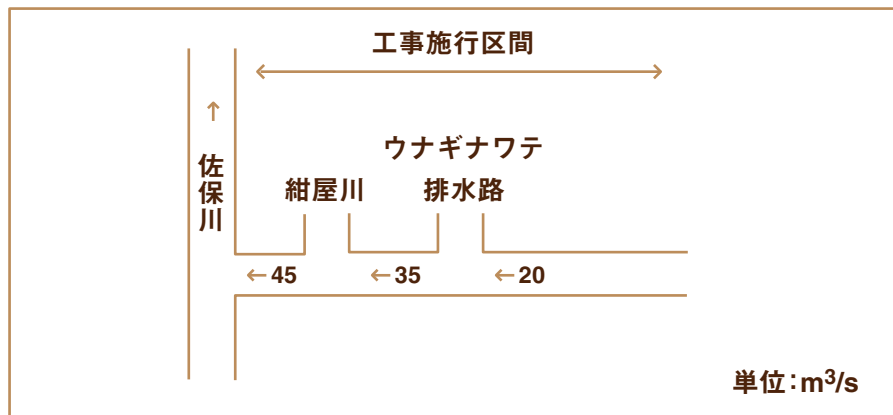 工事施行区間
↑
佐保川
ウナギナワテ
紺屋川
排水路
←45
←35
←20
単位：m³/s